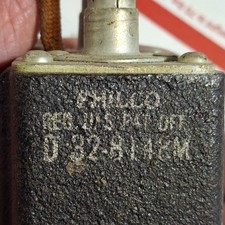 PHILCO
REG. U.S. PAT. OFF.
D 32-8148M